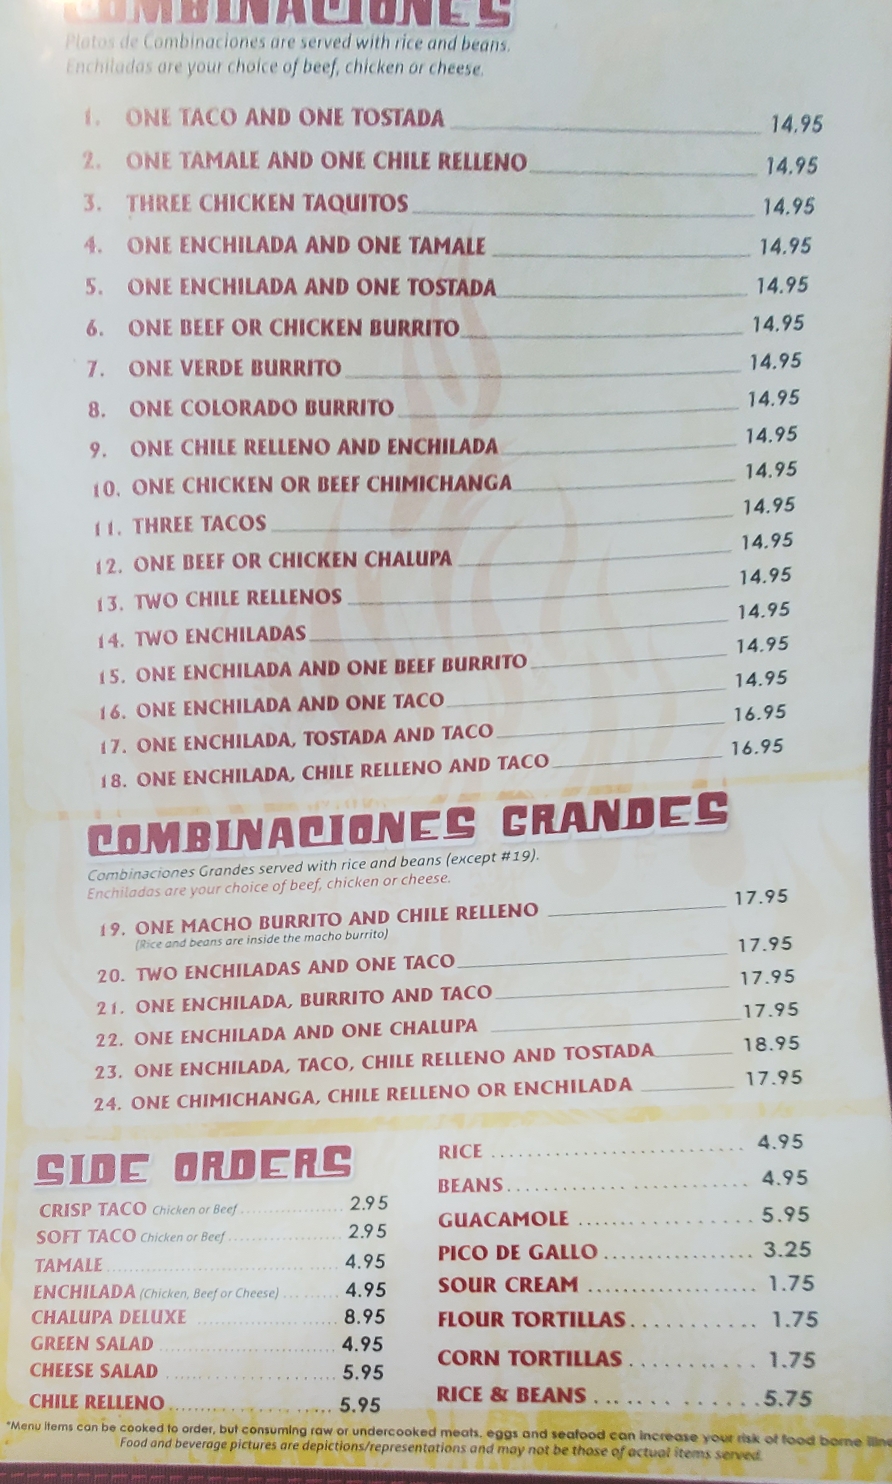 COMBINACIONES
Platos de Combinaciones are served with rice and beans.
Enchiladas are your choice of beef, chicken or cheese.
1. ONE TACO AND ONE TOSTADA 14.95
2. ONE TAMALE AND ONE CHILE RELLENO 14.95
3. THREE CHICKEN TAQUITOS 14.95
4. ONE ENCHILADA AND ONE TAMALE 14.95
5. ONE ENCHILADA AND ONE TOSTADA 14.95
6. ONE BEEF OR CHICKEN BURRITO 14.95
7. ONE VERDE BURRITO 14.95
8. ONE COLORADO BURRITO 14.95
9. ONE CHILE RELLENO AND ENCHILADA 14.95
10. ONE CHICKEN OR BEEF CHIMICHANGA 14.95
11. THREE TACOS 14.95
12. ONE BEEF OR CHICKEN CHALUPA 14.95
13. TWO CHILE RELLENOS 14.95
14. TWO ENCHILADAS 14.95
15. ONE ENCHILADA AND ONE BEEF BURRITO 14.95
16. ONE ENCHILADA AND ONE TACO 14.95
17. ONE ENCHILADA, TOSTADA AND TACO 16.95
18. ONE ENCHILADA, CHILE RELLENO AND TACO 16.95
COMBINACIONES GRANDES
Combinaciones Grandes served with rice and beans (except #19).
Enchiladas are your choice of beef, chicken or cheese.
19. ONE MACHO BURRITO AND CHILE RELLENO 17.95
(Rice and beans are inside the macho burrito)
20. TWO ENCHILADAS AND ONE TACO 17.95
21. ONE ENCHILADA, BURRITO AND TACO 17.95
22. ONE ENCHILADA AND ONE CHALUPA 17.95
23. ONE ENCHILADA, TACO, CHILE RELLENO AND TOSTADA 18.95
24. ONE CHIMICHANGA, CHILE RELLENO OR ENCHILADA 17.95
SIDE ORDERS
CRISP TACO Chicken or Beef 2.95
SOFT TACO Chicken or Beef 2.95
TAMALE 4.95
ENCHILADA (Chicken, Beef or Cheese) 4.95
CHALUPA DELUXE 8.95
GREEN SALAD 4.95
CHEESE SALAD 5.95
CHILE RELLENO 5.95
RICE 4.95
BEANS 4.95
GUACAMOLE 5.95
PICO DE GALLO 3.25
SOUR CREAM 1.75
FLOUR TORTILLAS 1.75
CORN TORTILLAS 1.75
RICE & BEANS 5.75
*Menu Items can be cooked to order, but consuming raw or undercooked meats, eggs and seafood can increase your risk of food borne
Food and beverage pictures are depictions/representations and may not be those of actual items served.